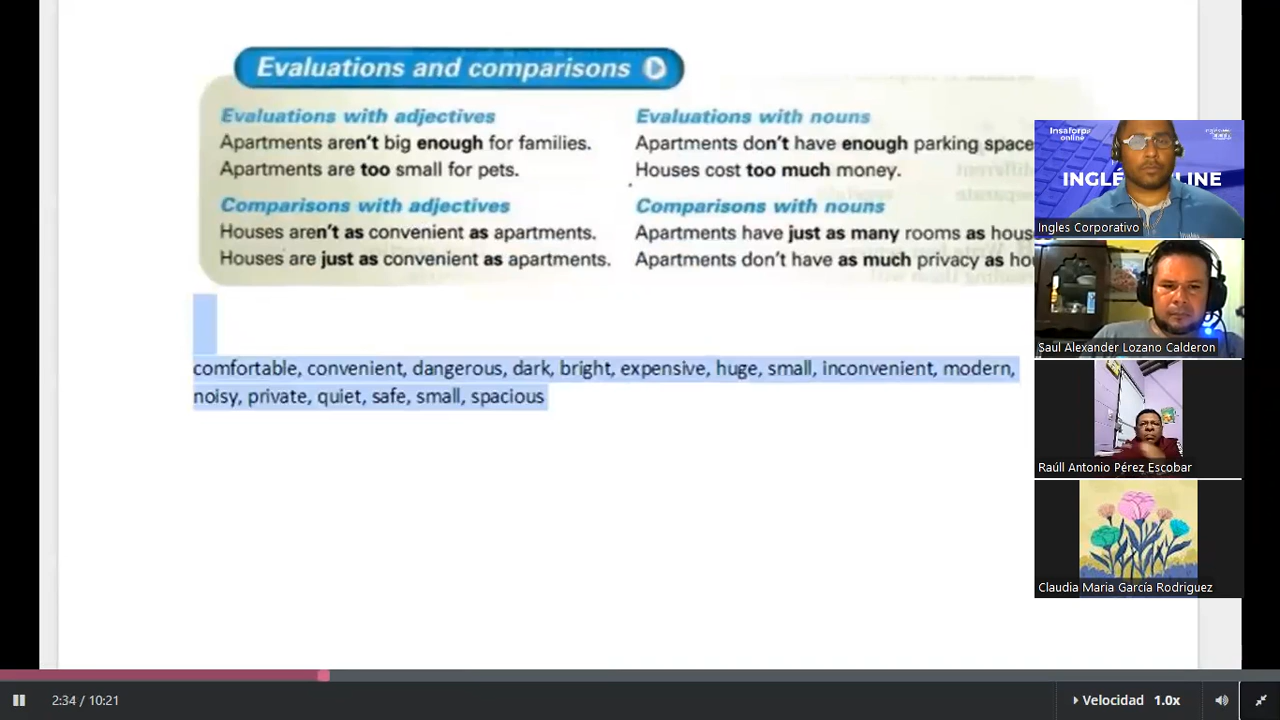 Evaluations and comparisons
Evaluations with adjectives
Apartments aren't big enough for families.
Apartments are too small for pets.
Comparisons with adjectives
Houses aren't as convenient as apartments.
Houses are just as convenient as apartments.
Evaluations with nouns
Apartments don't have enough parking space
Houses cost too much money.
Comparisons with nouns
Apartments have just as many rooms as hous
Apartments don't have as much privacy as hou
comfortable, convenient, dangerous, dark, bright, expensive, huge, small, inconvenient, modern,
noisy, private, quiet, safe, small, spacious
Insaforp
online
INGLÉ LINE
Ingles Corporativo
Saul Alexander Lozano Calderon
Raúll Antonio Pérez Escobar
Claudia Maria García Rodriguez
2:34 / 10:21
Velocidad 1.0x